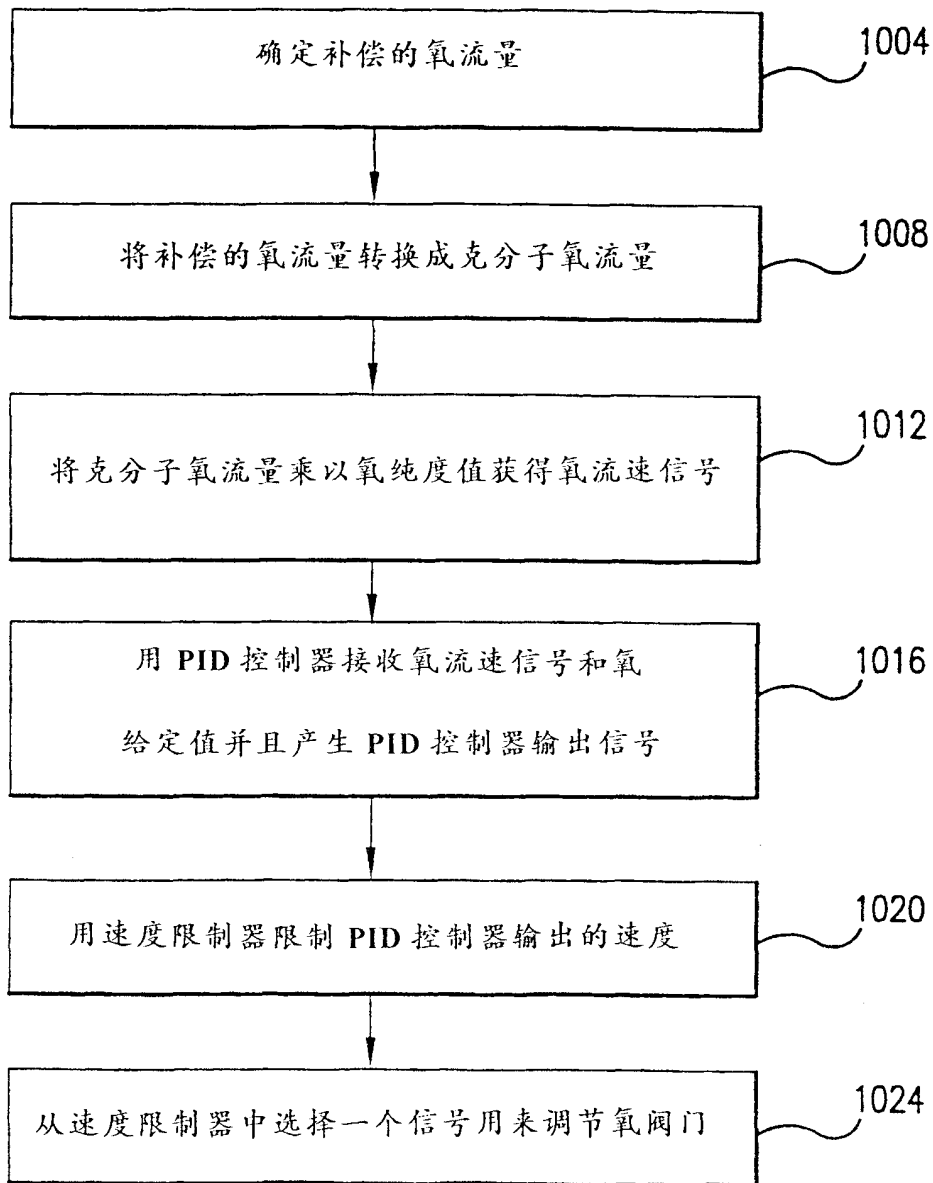 确定补偿的氧流量
1004
将补偿的氧流量转换成克分子氧流量
1008
将克分子氧流量乘以氧纯度值获得氧流速信号
1012
用 PID 控制器接收氧流速信号和氧
给定值并且产生 PID 控制器输出信号
1016
用速度限制器限制 PID 控制器输出的速度
1020
从速度限制器中选择一个信号用来调节氧阀门
1024